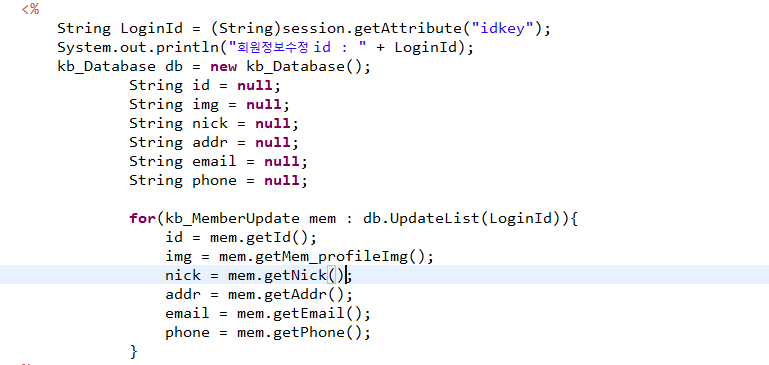 <%
String LoginId = (String)session.getAttribute("idkey");
System.out.println("회원정보수정 id : " + LoginId);
kb_Database db = new kb_Database();
String id = null;
String img = null;
String nick = null;
String addr = null;
String email = null;
String phone = null;
for(kb_MemberUpdate mem : db.UpdateList(LoginId)){
id = mem.getId();
img = mem.getMem_profileImg();
nick = mem.getNick();
addr = mem.getAddr();
email = mem.getEmail();
phone = mem.getPhone();
}